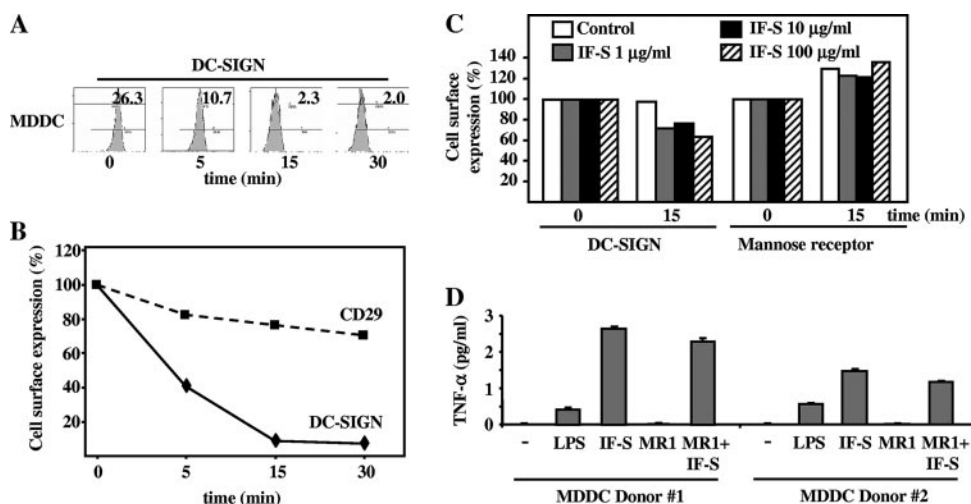 A
DC-SIGN
26.3 10.7 2.3 2.0
MDDC
0 5 15 30
time (min)
B
Cell surface expression (%)
120
100
80
60
40
20
CD29
DC-SIGN
0 5 15 30
time (min)
C
Control
IF-S 1 µg/ml
IF-S 10 µg/ml
IF-S 100 µg/ml
Cell surface
expression (%)
140
120
100
80
60
40
20
0 15 0 15 time (min)
DC-SIGN Mannose receptor
D
TNF-α (pg/ml)
3
2
1
0
- LPS IF-S MR1 MR1+ - LPS IF-S MR1 MR1+
IF-S IF-S
MDDC Donor #1 MDDC Donor #2